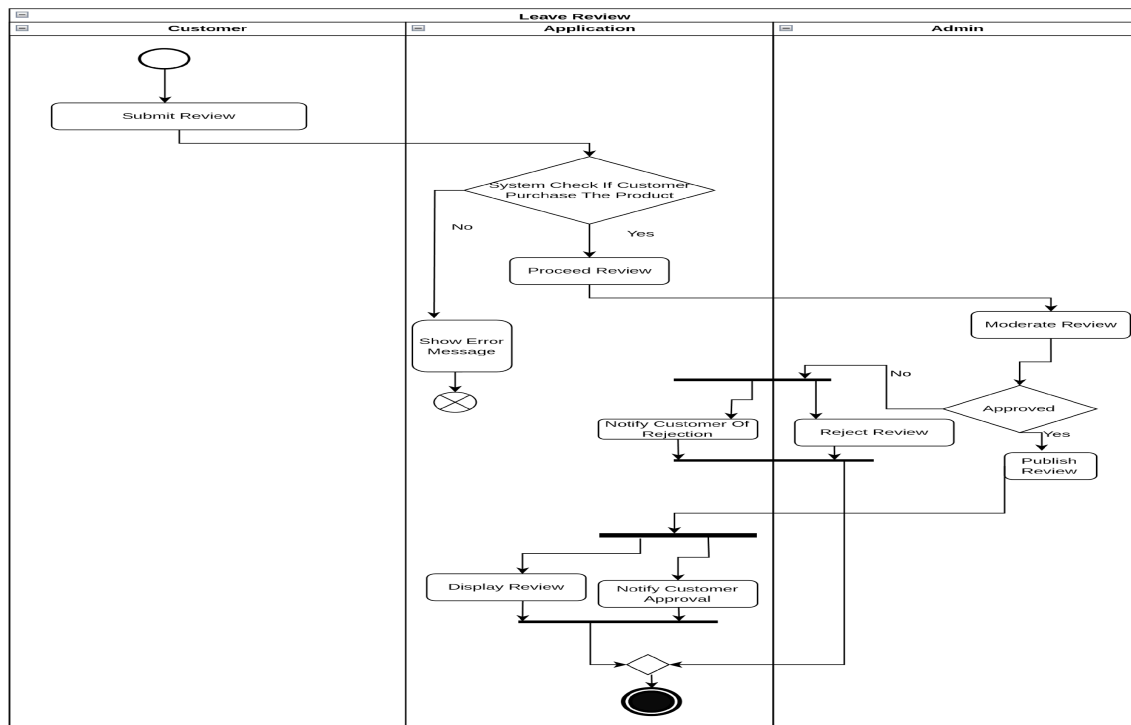 Leave Review
Customer
Application
Admin
Submit Review
System Check If Customer
Purchase The Product
No
Yes
Proceed Review
Moderate Review
Show Error
Message
No
Approved
Yes
Notify Customer Of
Rejection
Reject Review
Publish
Review
Display Review
Notify Customer
Approval